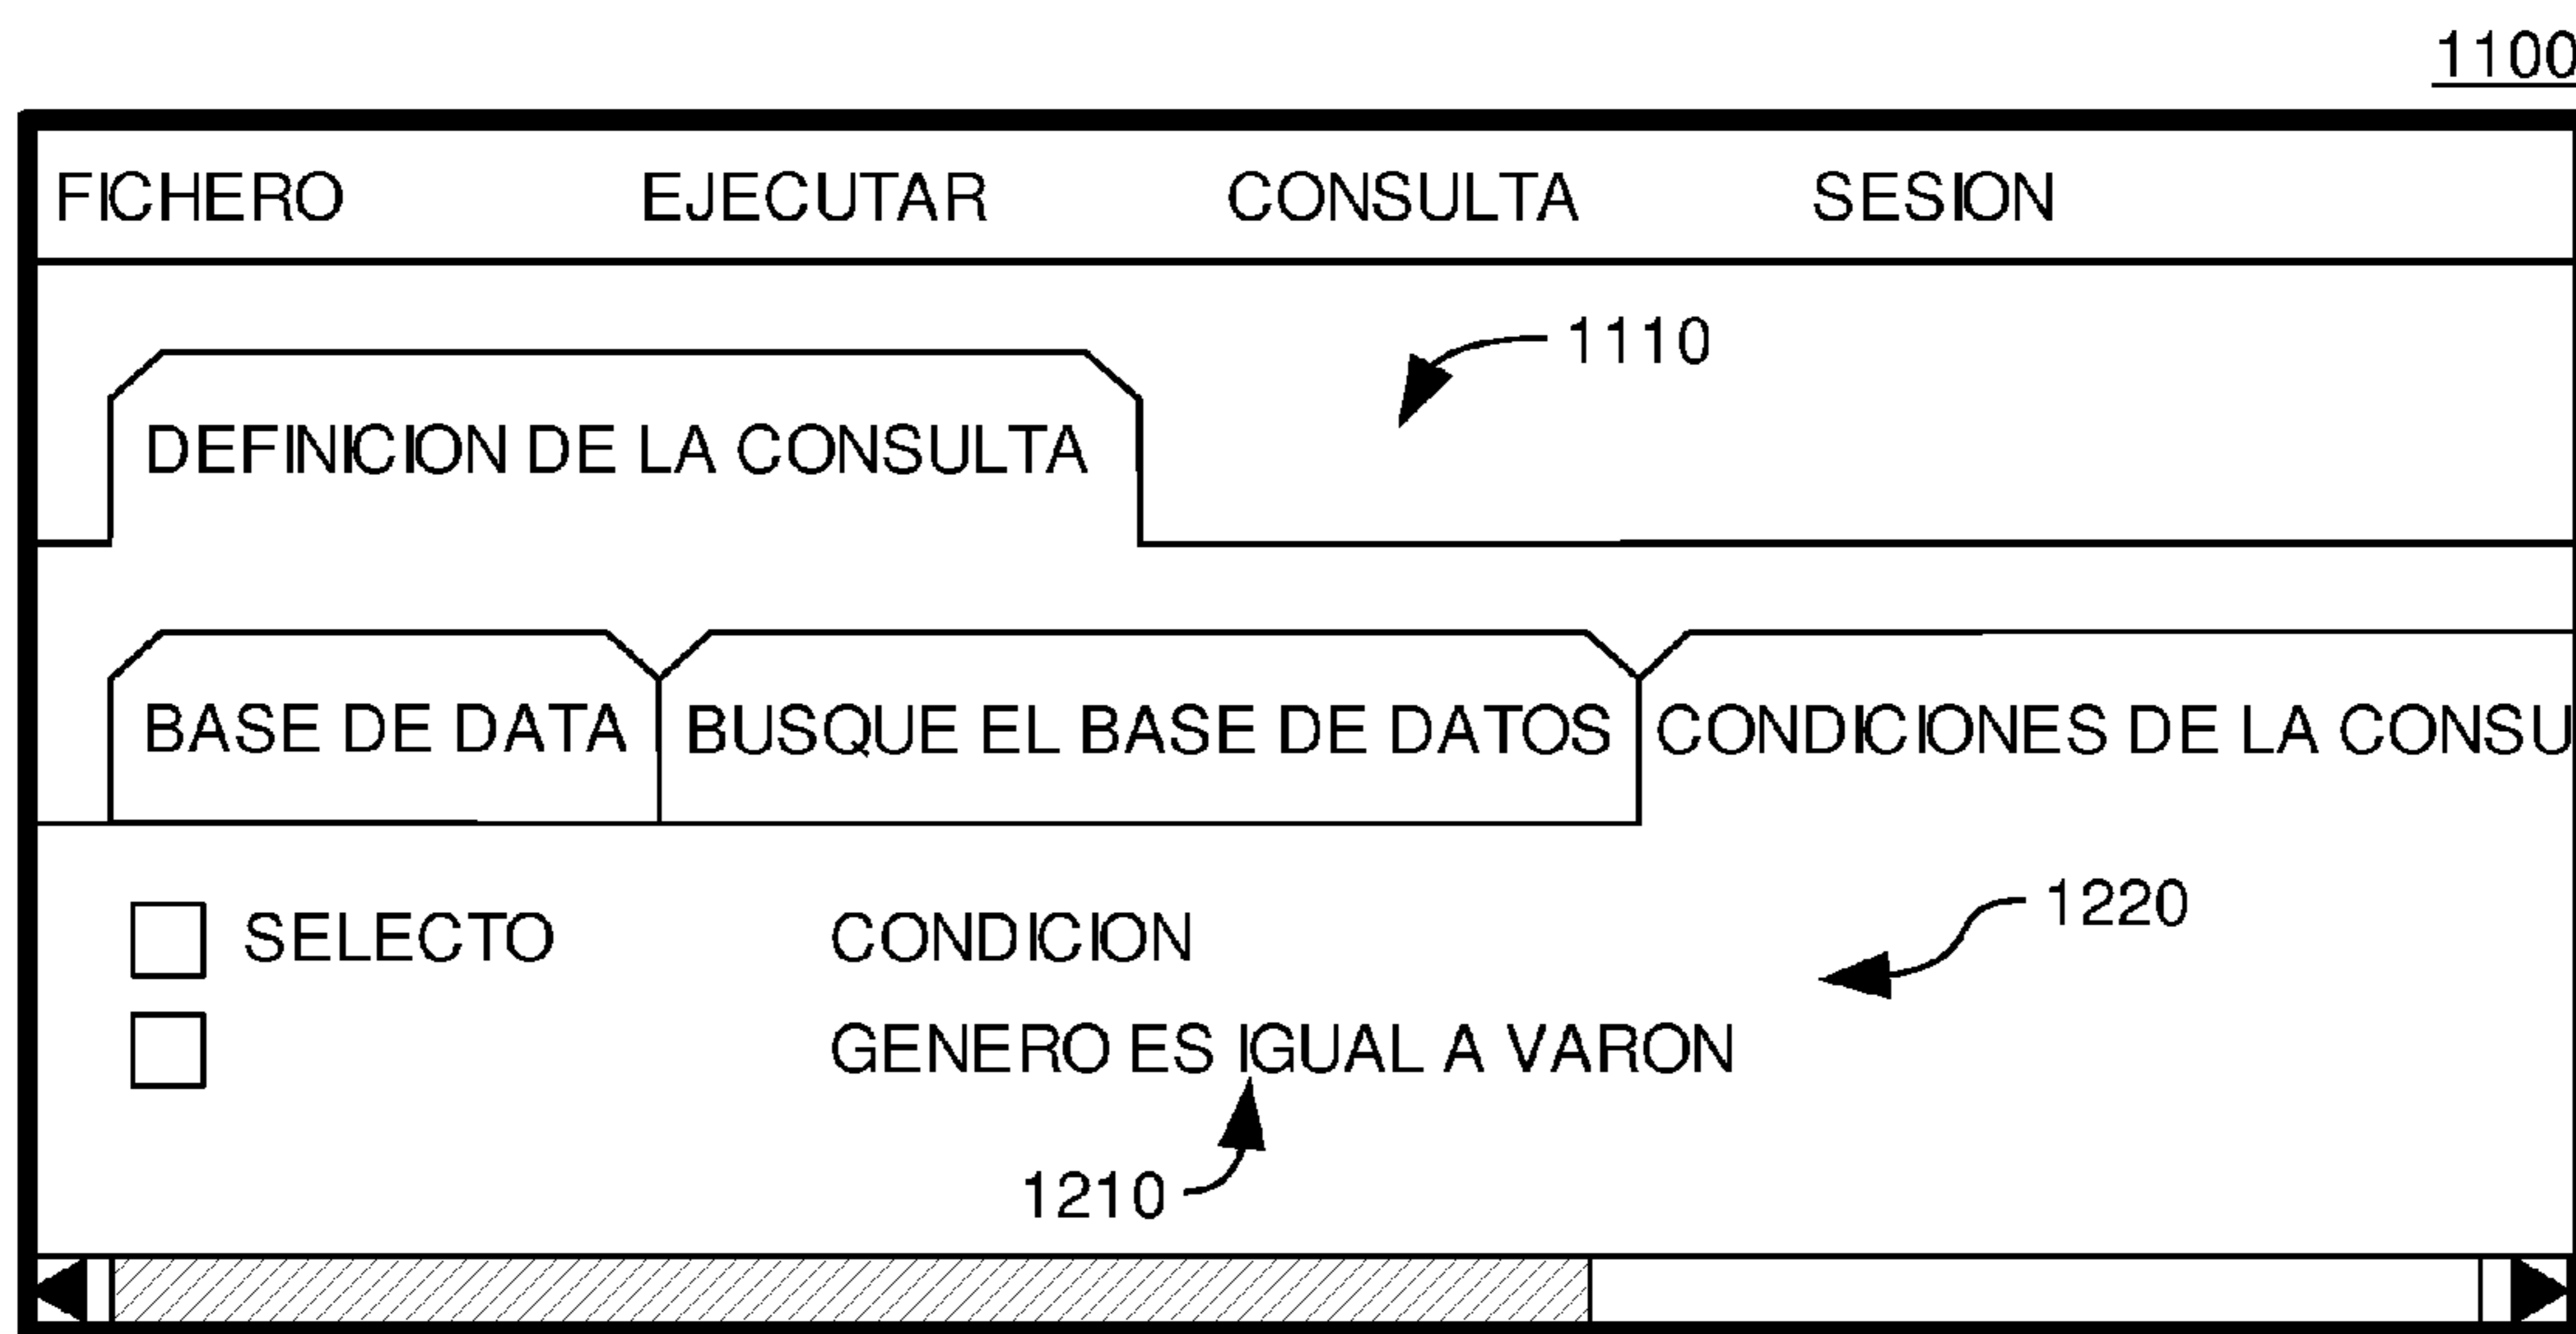 1100
FICHERO EJECUTAR CONSULTA SESION
1110
DEFINICION DE LA CONSULTA
BASE DE DATA BUSQUE EL BASE DE DATOS CONDICIONES DE LA CONSU
1220
SELECTO CONDICION
GENERO ES IGUAL A VARON
1210